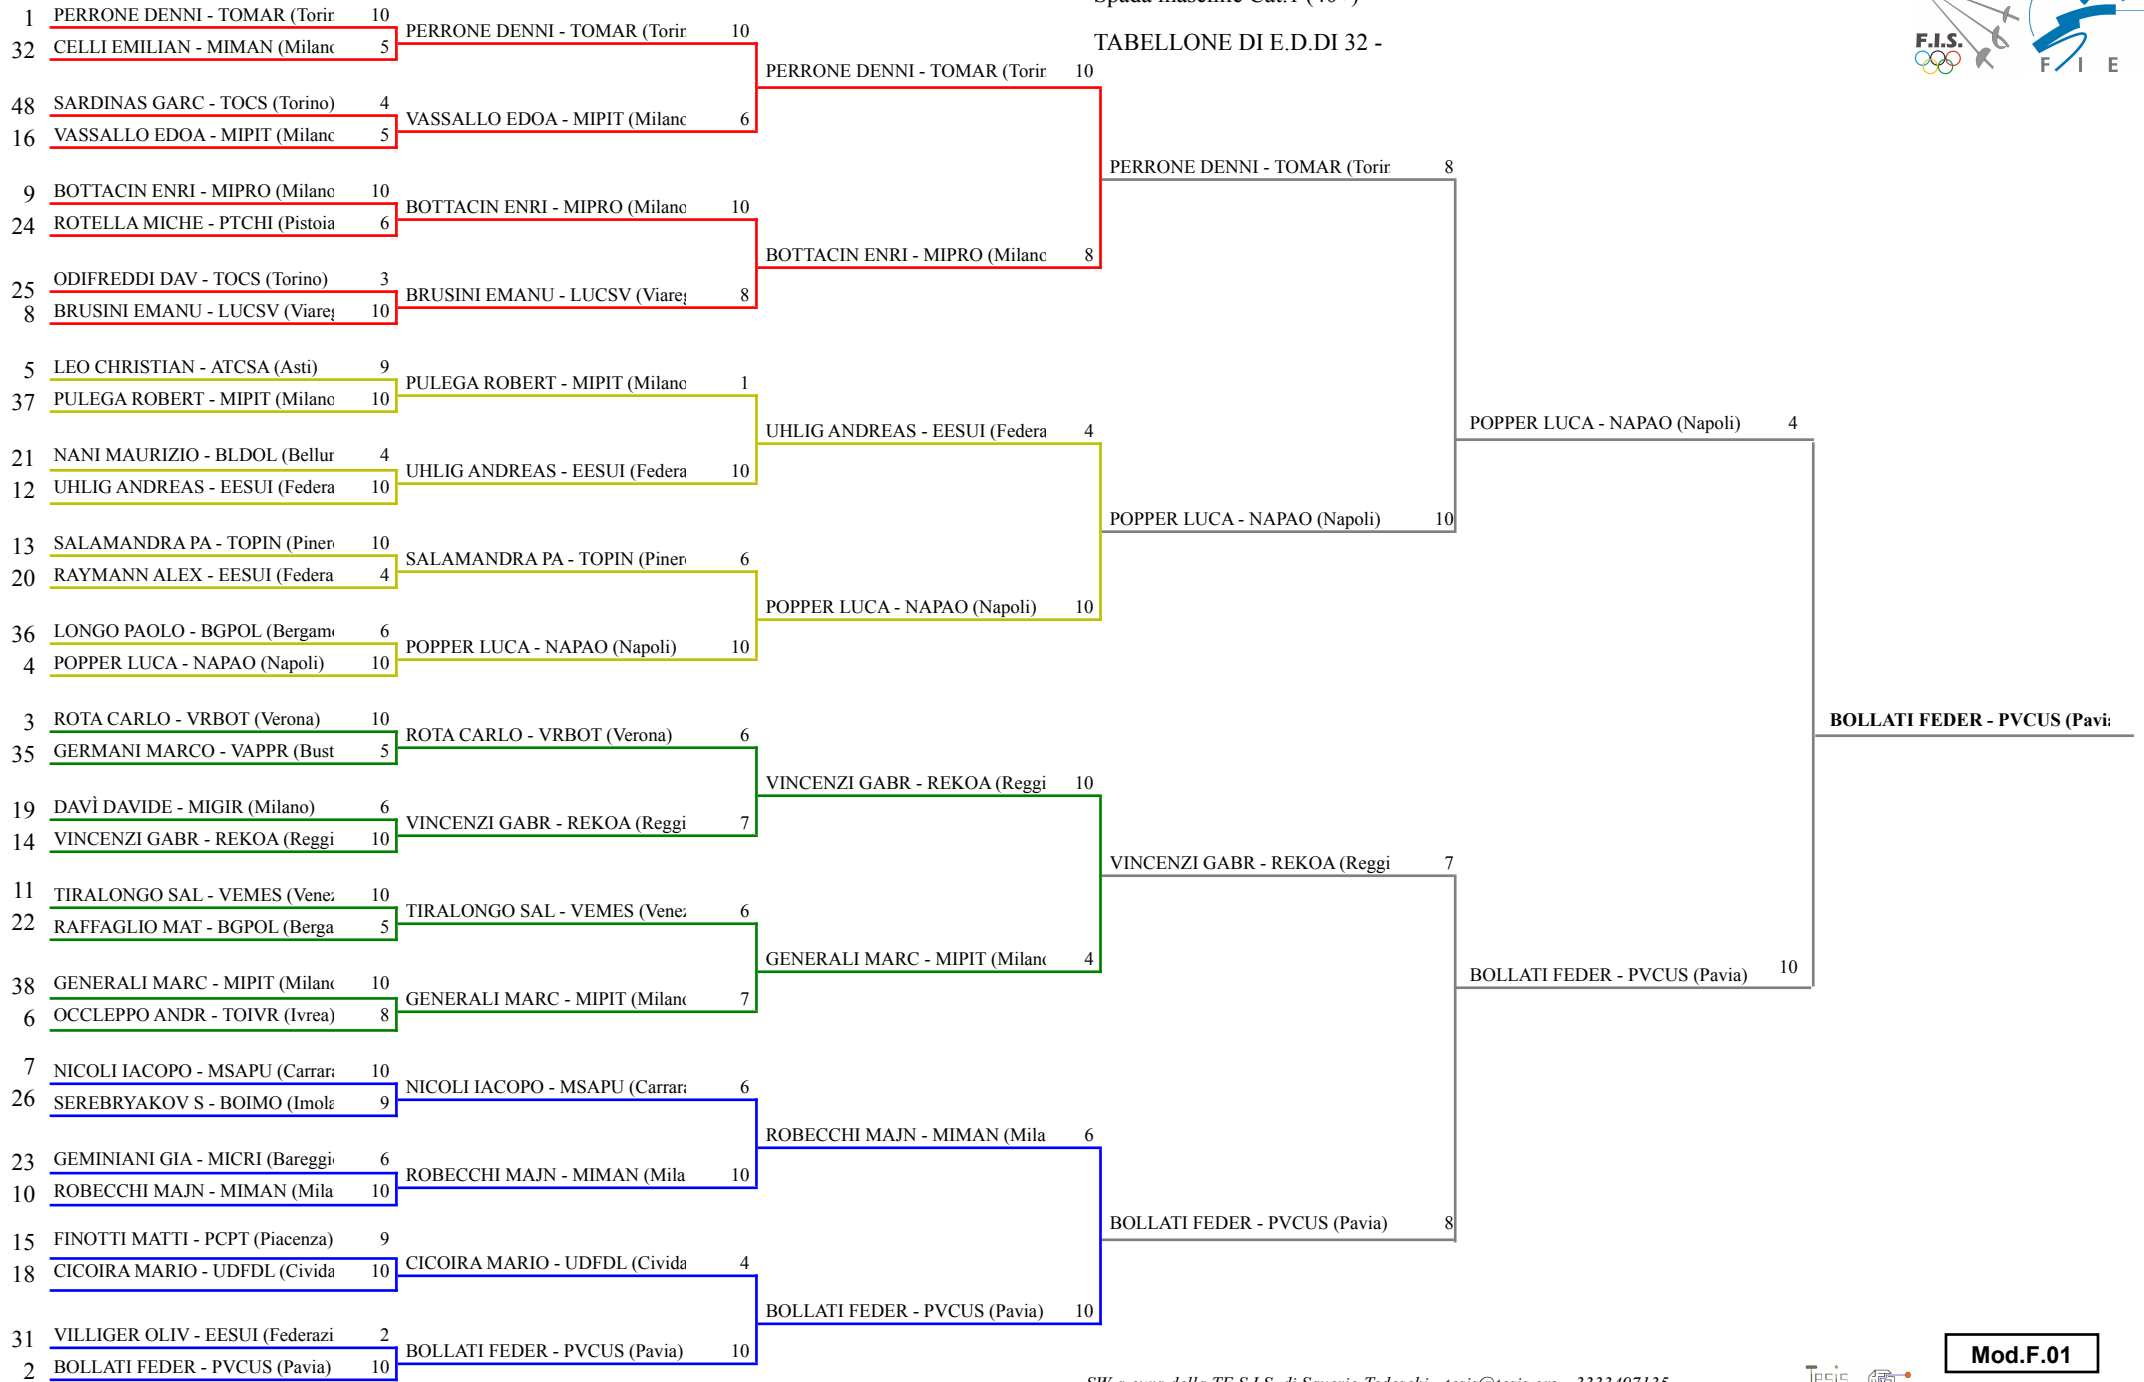 TABELLONE DI E.D.DI 32 -
F.I.S.
F I E
1 PERRONE DENNI - TOMAR (Torir 10
32 CELLI EMILIAN - MIMAN (Milanc 5
48 SARDINAS GARC - TOCS (Torino) 4
16 VASSALLO EDOA - MIPIT (Milanc 5
9 BOTTACIN ENRI - MIPRO (Milanc 10
24 ROTELLA MICHE - PTCHI (Pistoia 6
25 ODIFREDDI DAV - TOCS (Torino) 3
8 BRUSINI EMANU - LUCSV (Viare 10
5 LEO CHRISTIAN - ATCSA (Asti) 9
37 PULEGA ROBERT - MIPIT (Milanc 10
21 NANI MAURIZIO - BLDOL (Bellur 4
12 UHLIG ANDREAS - EESUI (Federa 10
13 SALAMANDRA PA - TOPIN (Piner 10
20 RAYMANN ALEX - EESUI (Federa 4
36 LONGO PAOLO - BGPOL (Bergam 6
4 POPPER LUCA - NAPAO (Napoli) 10
3 ROTA CARLO - VRBOT (Verona) 10
35 GERMANI MARCO - VAPPR (Bust 5
19 DAVÌ DAVIDE - MIGIR (Milano) 6
14 VINCENZI GABR - REKOA (Reggi 10
11 TIRALONGO SAL - VEMES (Vene 10
22 RAFFAGLIO MAT - BGPOL (Berga 5
38 GENERALI MARC - MIPIT (Milanc 10
6 OCCLEPPO ANDR - TOIVR (Ivrea) 8
7 NICOLI IACOPO - MSAPU (Carrar 10
26 SEREBRYAKOV S - BOIMO (Imola 9
23 GEMINIANI GIA - MICRI (Bareggi 6
10 ROBECCHI MAJN - MIMAN (Mila 10
15 FINOTTI MATTI - PCPT (Piacenza) 9
18 CICOIRA MARIO - UDFDL (Civida 10
31 VILLIGER OLIV - EESUI (Federazi 2
2 BOLLATI FEDER - PVCUS (Pavia) 10
PERRONE DENNI - TOMAR (Torir 10
VASSALLO EDOA - MIPIT (Milanc 6
BOTTACIN ENRI - MIPRO (Milanc 10
BRUSINI EMANU - LUCSV (Viare 8
PULEGA ROBERT - MIPIT (Milanc 1
UHLIG ANDREAS - EESUI (Federa 10
SALAMANDRA PA - TOPIN (Piner 6
POPPER LUCA - NAPAO (Napoli) 10
ROTA CARLO - VRBOT (Verona) 6
VINCENZI GABR - REKOA (Reggi 7
TIRALONGO SAL - VEMES (Vene 6
GENERALI MARC - MIPIT (Milanc 7
NICOLI IACOPO - MSAPU (Carrar 6
ROBECCHI MAJN - MIMAN (Mila 10
CICOIRA MARIO - UDFDL (Civida 4
BOLLATI FEDER - PVCUS (Pavia) 10
PERRONE DENNI - TOMAR (Torir 10
BOTTACIN ENRI - MIPRO (Milanc 8
UHLIG ANDREAS - EESUI (Federa 4
POPPER LUCA - NAPAO (Napoli) 10
VINCENZI GABR - REKOA (Reggi 10
GENERALI MARC - MIPIT (Milanc 4
ROBECCHI MAJN - MIMAN (Mila 6
BOLLATI FEDER - PVCUS (Pavia) 10
PERRONE DENNI - TOMAR (Torir 8
POPPER LUCA - NAPAO (Napoli) 10
VINCENZI GABR - REKOA (Reggi 7
BOLLATI FEDER - PVCUS (Pavia) 8
POPPER LUCA - NAPAO (Napoli) 4
BOLLATI FEDER - PVCUS (Pavia) 10
BOLLATI FEDER - PVCUS (Pavi
Mod.F.01